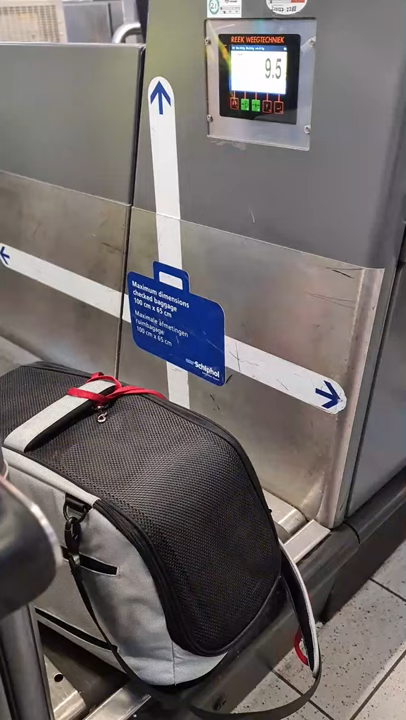 REEK WEEGTECHNIEK
9.5
Maximum dimensions
checked baggage
100 cm x 65 cm
Maximale afmetingen
ruimbagage
100 cm x 65 cm
Schiphol